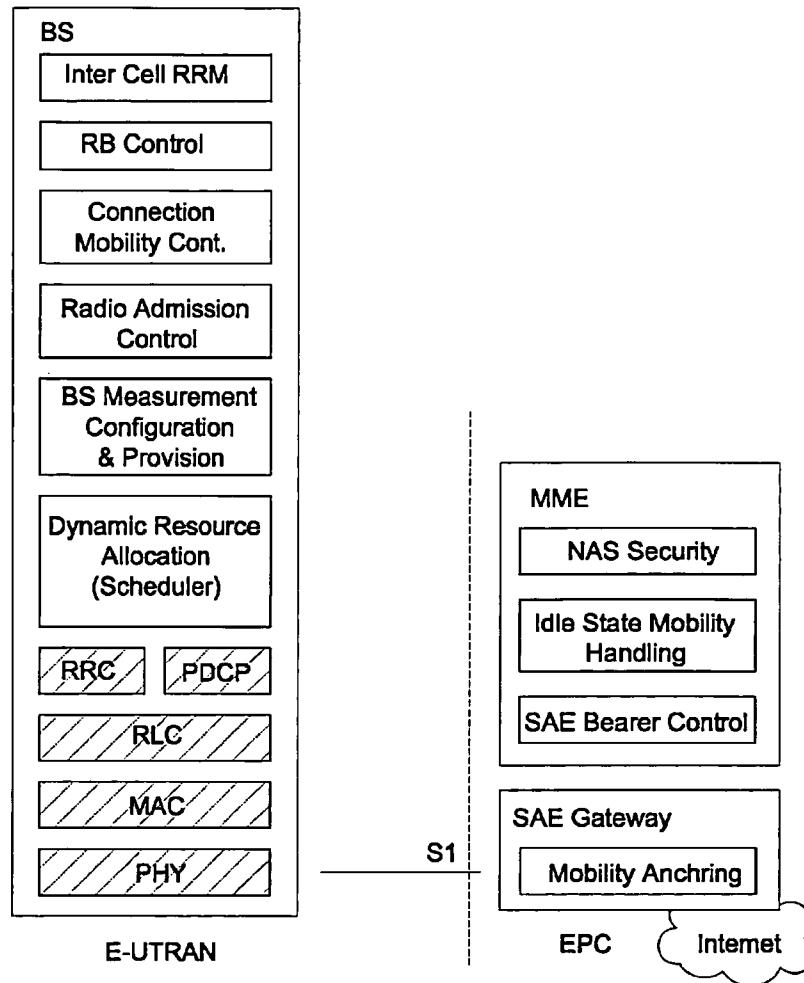 BS
Inter Cell RRM
RB Control
Connection
Mobility Cont.
Radio Admission
Control
BS Measurement
Configuration
& Provision
Dynamic Resource
Allocation
(Scheduler)
RRC
PDCP
RLC
MAC
PHY
E-UTRAN
S1
MME
NAS Security
Idle State Mobility
Handling
SAE Bearer Control
SAE Gateway
Mobility Anchring
EPC
Internet